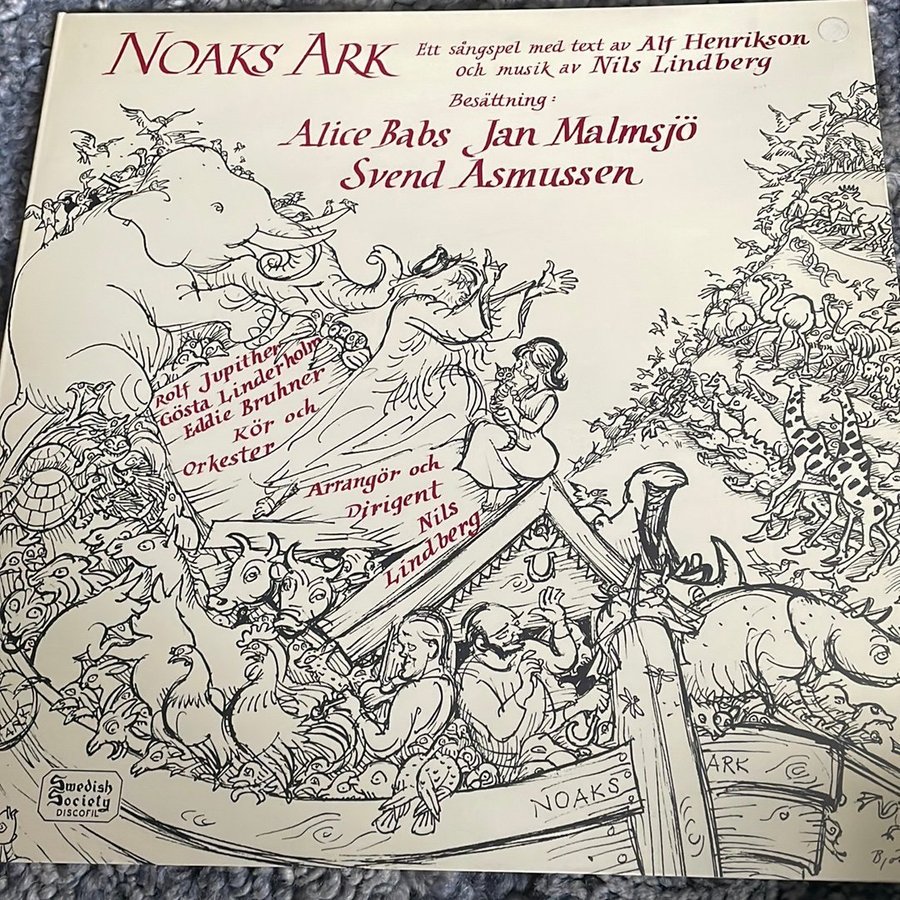 NOAKS ARK
Ett sångspel med text av Alf Henrikson
och musik av Nils Lindberg
Besättning:
Alice Babs Jan Malmsjö
Svend Asmussen
Rolf Jupither
Gösta Linderholm
Eddie Bruhner
Kör och
Orkester
Arrangör och
Dirigent
Nils
Lindberg
NOAKS ARK
Swedish
Society
DISCOFIL